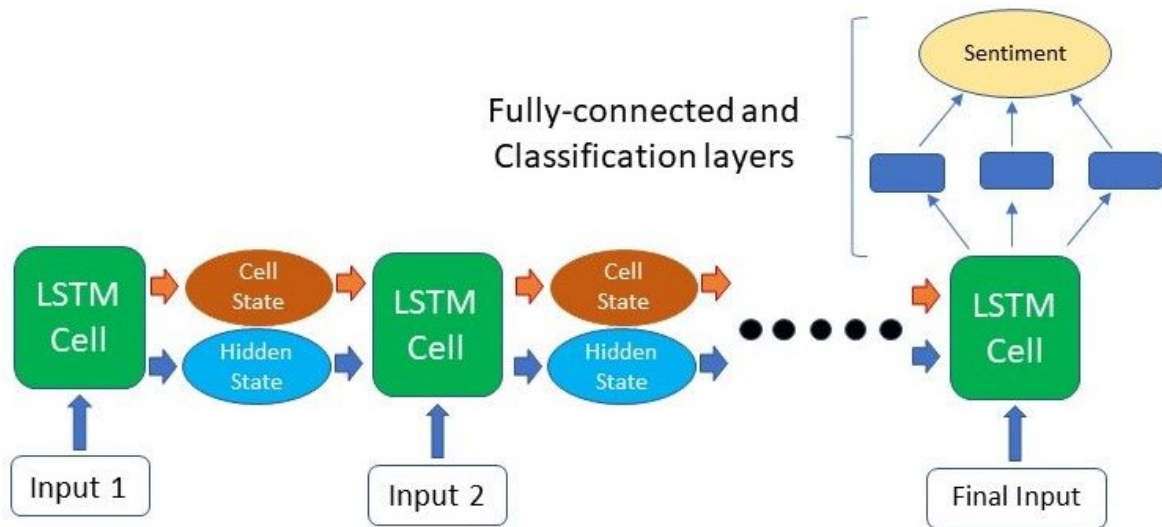 Sentiment
Fully-connected and
Classification layers
LSTM
Cell
Cell
State
Hidden
State
LSTM
Cell
Cell
State
Hidden
State
LSTM
Cell
Input 1
Input 2
Final Input